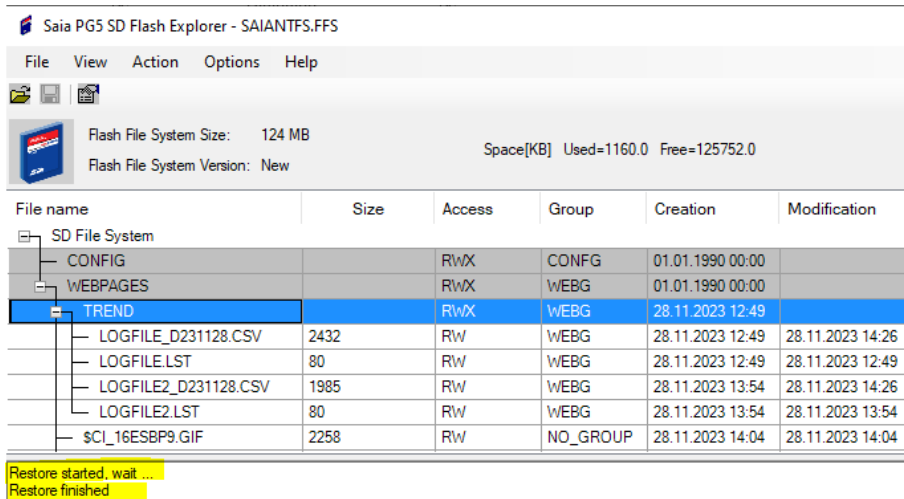 Saia PG5 SD Flash Explorer - SAIANTFS.FFS
File View Action Options Help
Flash File System Size: 124 MB
Space[KB] Used=1160.0 Free=125752.0
Flash File System Version: New
File name Size Access Group Creation Modification
SD File System
CONFIG RWX CONFG 01.01.1990 00:00
WEBPAGES RWX WEBG 01.01.1990 00:00
TREND RWX WEBG 28.11.2023 12:49
LOGFILE_D231128.CSV 2432 RW WEBG 28.11.2023 12:49 28.11.2023 14:26
LOGFILE.LST 80 RW WEBG 28.11.2023 12:49 28.11.2023 12:49
LOGFILE2_D231128.CSV 1985 RW WEBG 28.11.2023 13:54 28.11.2023 14:26
LOGFILE2.LST 80 RW WEBG 28.11.2023 13:54 28.11.2023 13:54
$CI_16ESBP9.GIF 2258 RW NO_GROUP 28.11.2023 14:04 28.11.2023 14:04
Restore started, wait ...
Restore finished